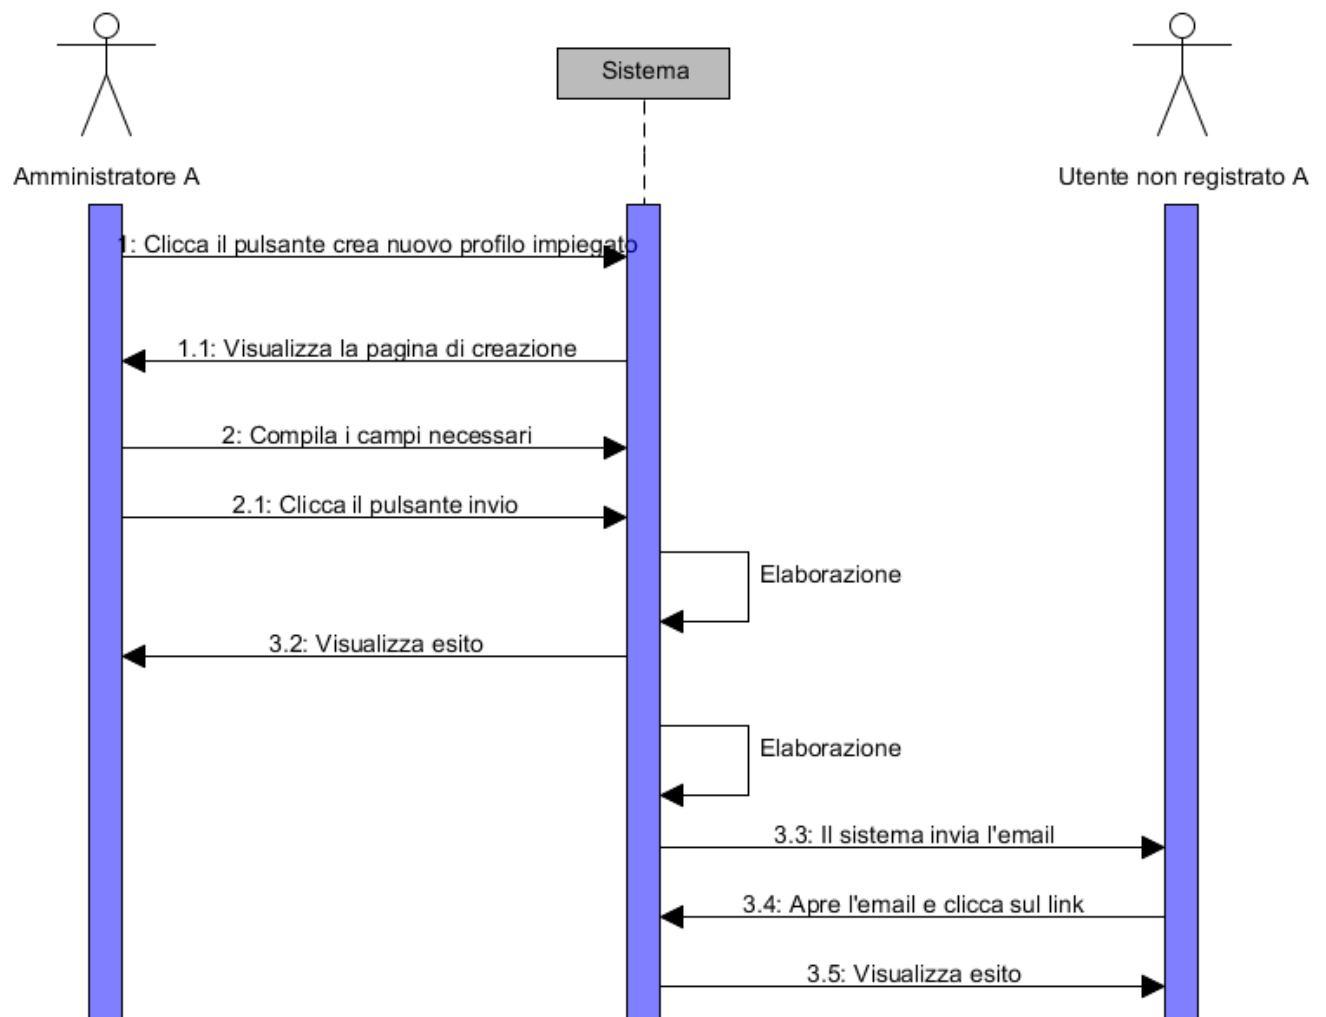 Sistema
Amministratore A
Utente non registrato A
1: Clicca il pulsante crea nuovo profilo impiegato
1.1: Visualizza la pagina di creazione
2: Compila i campi necessari
2.1: Clicca il pulsante invio
Elaborazione
3.2: Visualizza esito
Elaborazione
3.3: Il sistema invia l'email
3.4: Apre l'email e clicca sul link
3.5: Visualizza esito